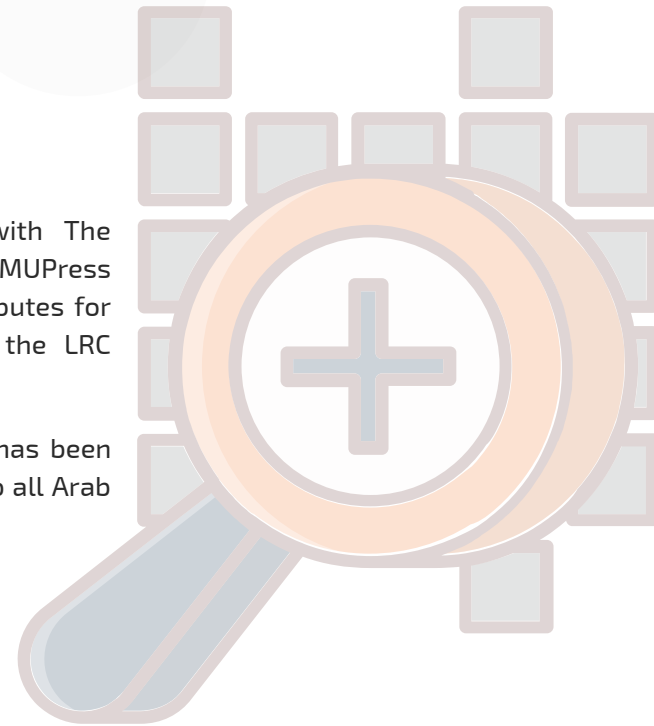 with The
MUPress
butes for
the LRC
has been
all Arab